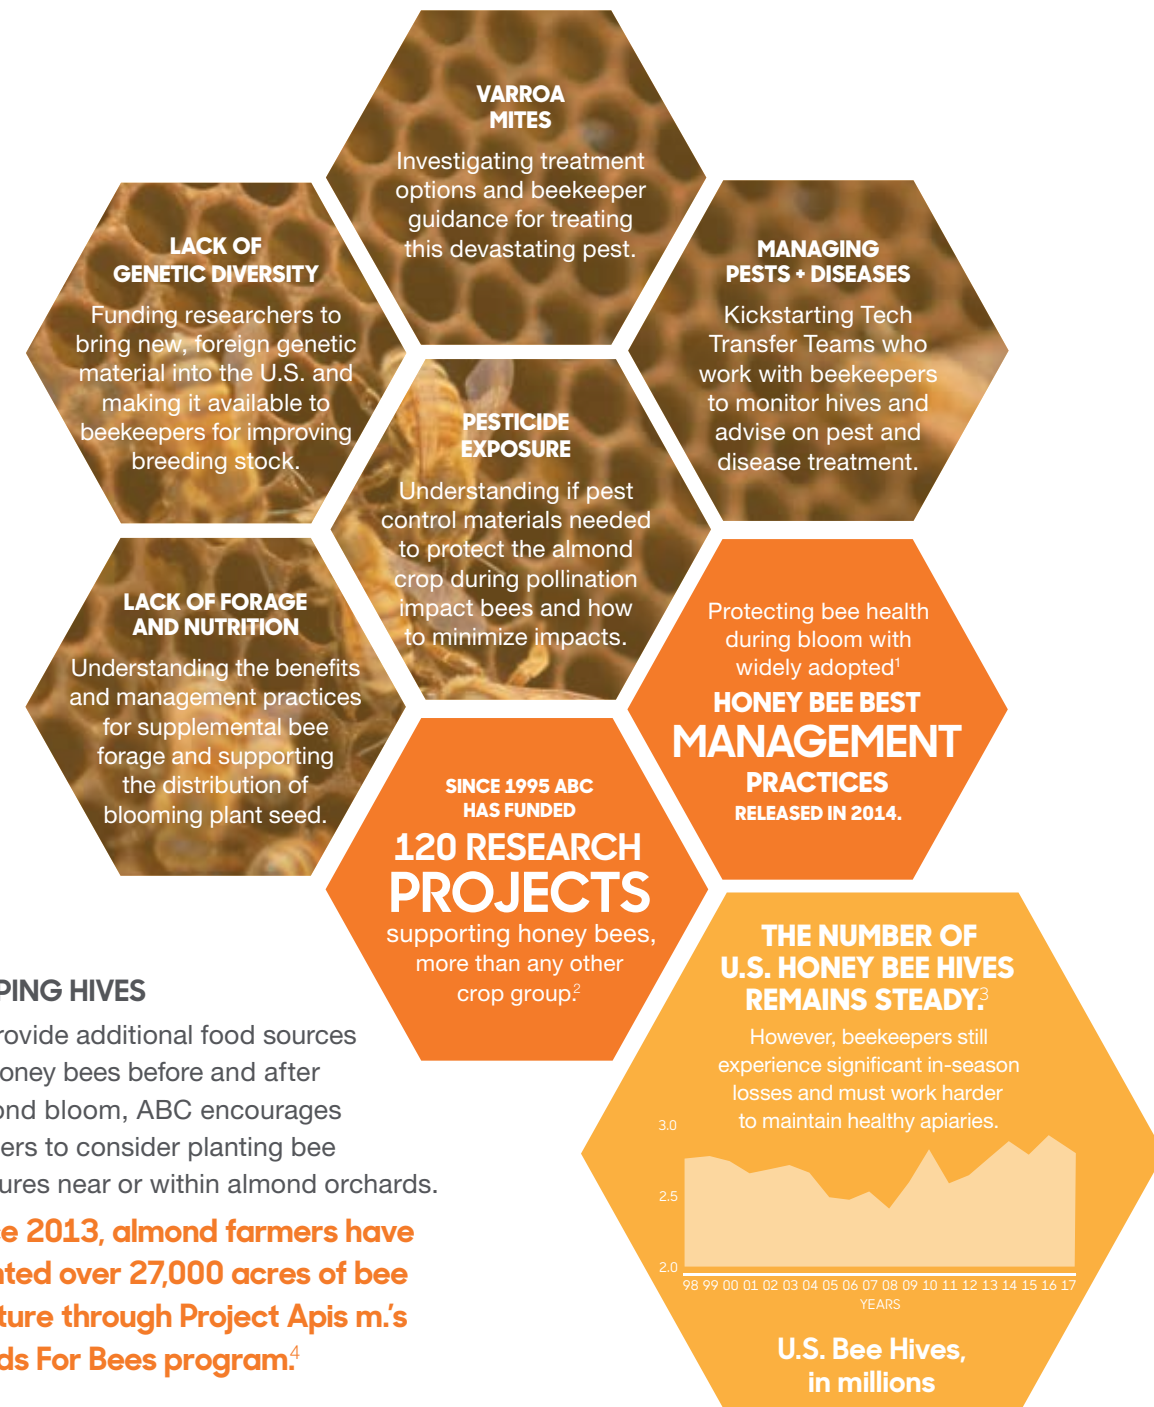 VARROA
MITES
Investigating treatment
options and beekeeper
guidance for treating
this devastating pest.
LACK OF
GENETIC DIVERSITY
Funding researchers to
bring new, foreign genetic
material into the U.S. and
making it available to
beekeepers for improving
breeding stock.
MANAGING
PESTS + DISEASES
Kickstarting Tech
Transfer Teams who
work with beekeepers
to monitor hives and
advise on pest and
disease treatment.
PESTICIDE
EXPOSURE
Understanding if pest
control materials needed
to protect the almond
crop during pollination
impact bees and how
to minimize impacts.
LACK OF FORAGE
AND NUTRITION
Understanding the benefits
and management practices
for supplemental bee
forage and supporting
the distribution of
blooming plant seed.
Protecting bee health
during bloom with
widely adopted¹
HONEY BEE BEST
MANAGEMENT
PRACTICES
RELEASED IN 2014.
SINCE 1995 ABC
HAS FUNDED
120 RESEARCH
PROJECTS
supporting honey bees,
more than any other
crop group.²
PING HIVES
rovide additional food sources
oney bees before and after
ond bloom, ABC encourages
ers to consider planting bee
ures near or within almond orchards.
e 2013, almond farmers have
nted over 27,000 acres of bee
ture through Project Apis m.'s
ds For Bees program.⁴
THE NUMBER OF
U.S. HONEY BEE HIVES
REMAINS STEADY.³
However, beekeepers still
experience significant in-season
losses and must work harder
to maintain healthy apiaries.
3.0
2.5
2.0
98 99 00 01 02 03 04 05 06 07 08 09 10 11 12 13 14 15 16 17
YEARS
U.S. Bee Hives,
in millions